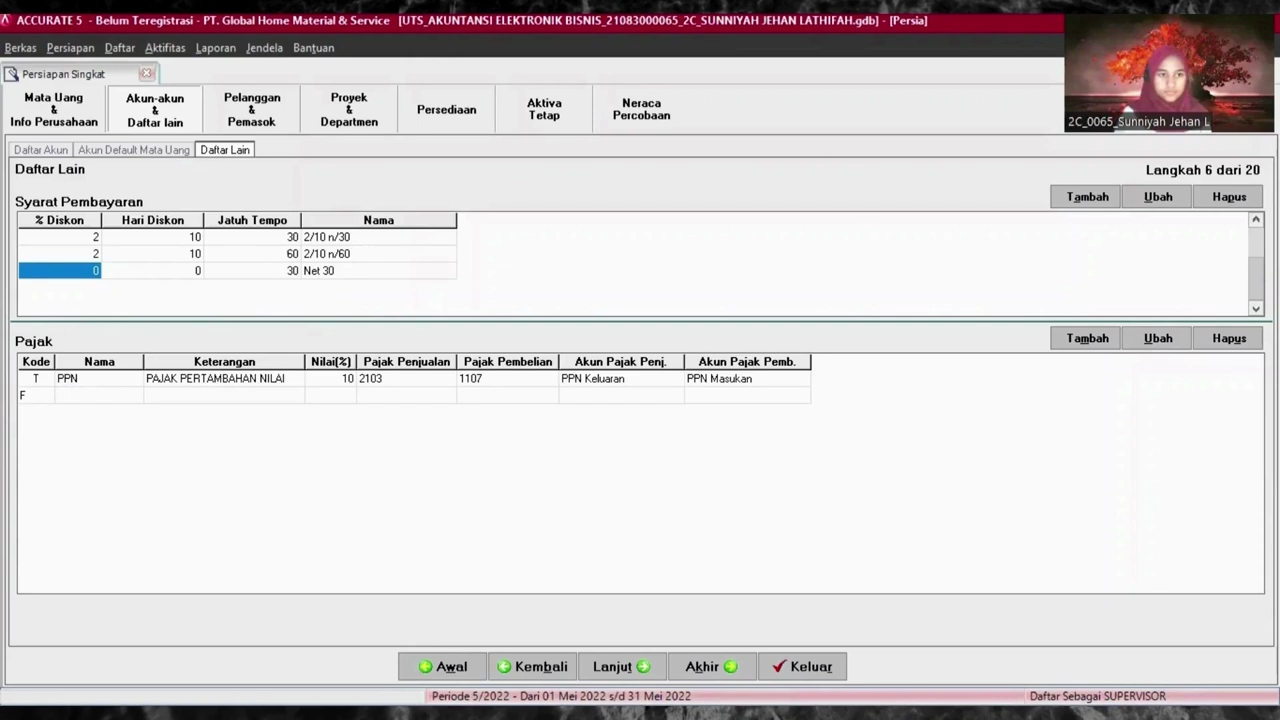 ACCURATE 5 - Belum Teregistrasi - PT. Global Home Material & Service [UTS_AKUNTANSI ELEKTRONIK BISNIS_21083000065_2C_SUNNIYAH JEHAN LATHIFAH.gdb] - [Persia]
Berkas Persiapan Daftar Aktifitas Laporan Jendela Bantuan
Persiapan Singkat
Mata Uang & Info Perusahaan
Akun-akun & Daftar lain
Pelanggan & Pemasok
Proyek & Departmen
Persediaan
Aktiva Tetap
Neraca Percobaan
2C_0065_Sunniyah Jehan L
Daftar Akun Akun Default Mata Uang Daftar Lain
Daftar Lain Langkah 6 dari 20
Syarat Pembayaran Tambah Ubah Hapus
% Diskon Hari Diskon Jatuh Tempo Nama
2 10 30 2/10 n/30
2 10 60 2/10 n/60
0 0 30 Net 30
Pajak Tambah Ubah Hapus
Kode Nama Keterangan Nilai(%) Pajak Penjualan Pajak Pembelian Akun Pajak Penj. Akun Pajak Pemb.
T PPN PAJAK PERTAMBAHAN NILAI 10 2103 1107 PPN Keluaran PPN Masukan
F
Awal Kembali Lanjut Akhir Keluar
Periode 5/2022 - Dari 01 Mei 2022 s/d 31 Mei 2022 Daftar Sebagai SUPERVISOR